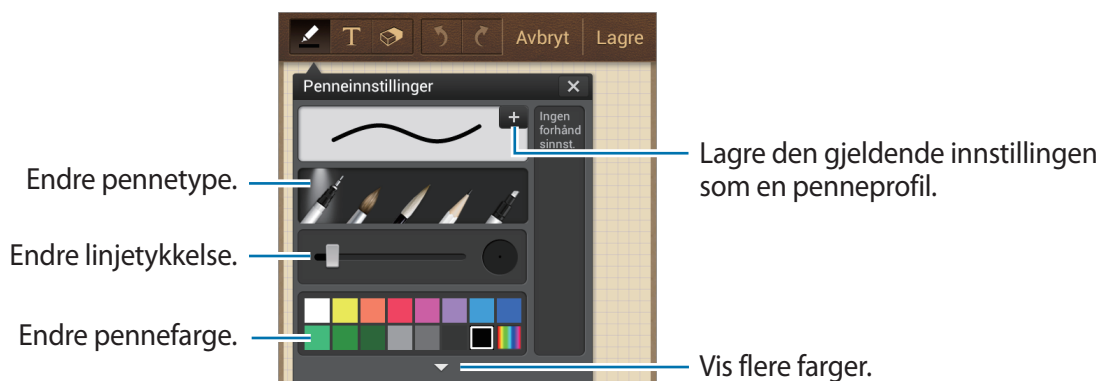 T Avbryt Lagre
Penneinnstillinger
Ingen
forhånd
sinnst.
Lagre den gjeldende innstillingen
som en penneprofil.
Endre pennetype.
Endre linjetykkelse.
Endre pennefarge.
Vis flere farger.